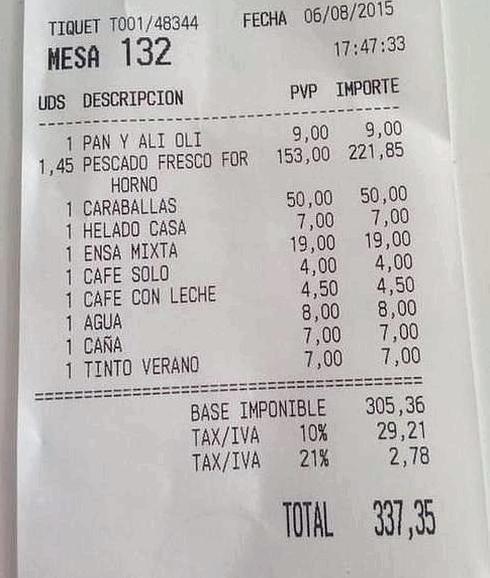 TIQUET T001/48344 FECHA 06/08/2015
MESA 132 17:47:33
UDS DESCRIPCION PVP IMPORTE
1 PAN Y ALI OLI 9,00 9,00
1,45 PESCADO FRESCO FOR 153,00 221,85
HORNO
1 CARABALLAS 50,00 50,00
1 HELADO CASA 7,00 7,00
1 ENSA MIXTA 19,00 19,00
1 CAFE SOLO 4,00 4,00
1 CAFE CON LECHE 4,50 4,50
1 AGUA 8,00 8,00
1 CAÑA 7,00 7,00
1 TINTO VERANO 7,00 7,00
BASE IMPONIBLE 305,36
TAX/IVA 10% 29,21
TAX/IVA 21% 2,78
TOTAL 337,35